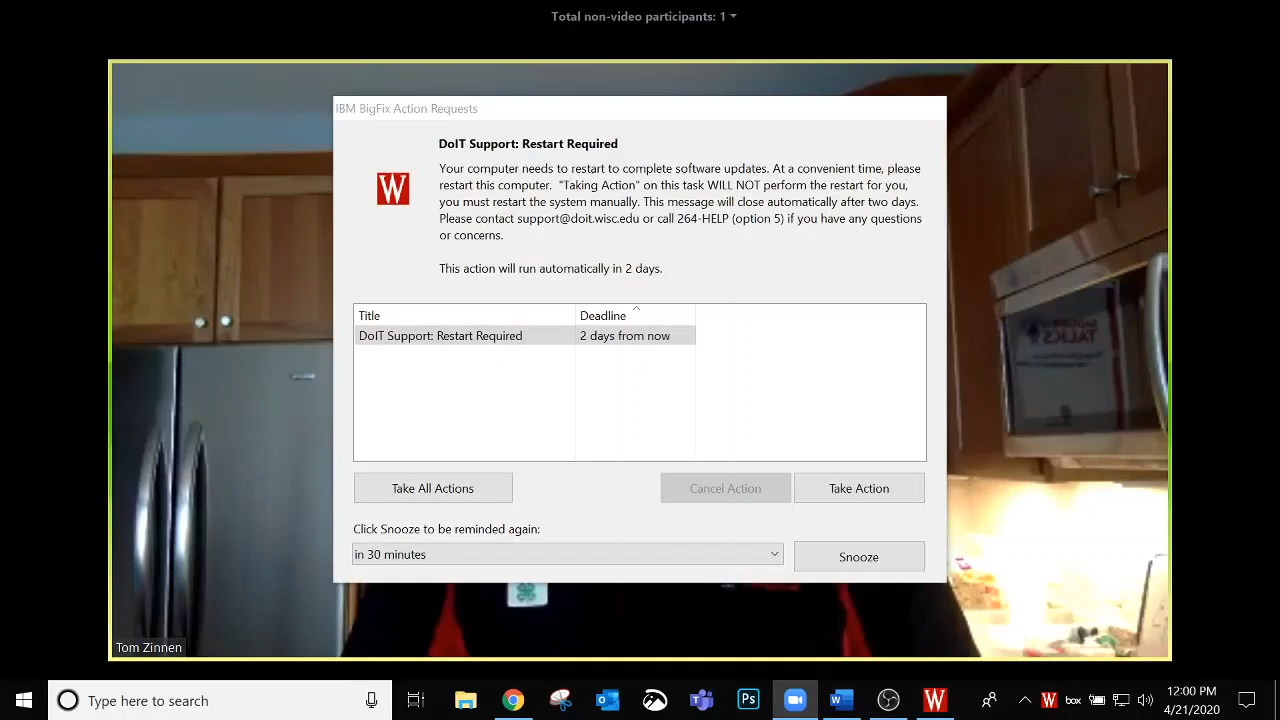 Total non-video participants: 1
IBM BigFix Action Requests
DoIT Support: Restart Required
W
Your computer needs to restart to complete software updates. At a convenient time, please
restart this computer. "Taking Action" on this task WILL NOT perform the restart for you,
you must restart the system manually. This message will close automatically after two days.
Please contact support@doit.wisc.edu or call 264-HELP (option 5) if you have any questions
or concerns.
This action will run automatically in 2 days.
Title Deadline
DoIT Support: Restart Required 2 days from now
TALKS
Take All Actions Cancel Action Take Action
Click Snooze to be reminded again:
in 30 minutes Snooze
Tom Zinnen
Type here to search Ps W W W box 12:00 PM
4/21/2020